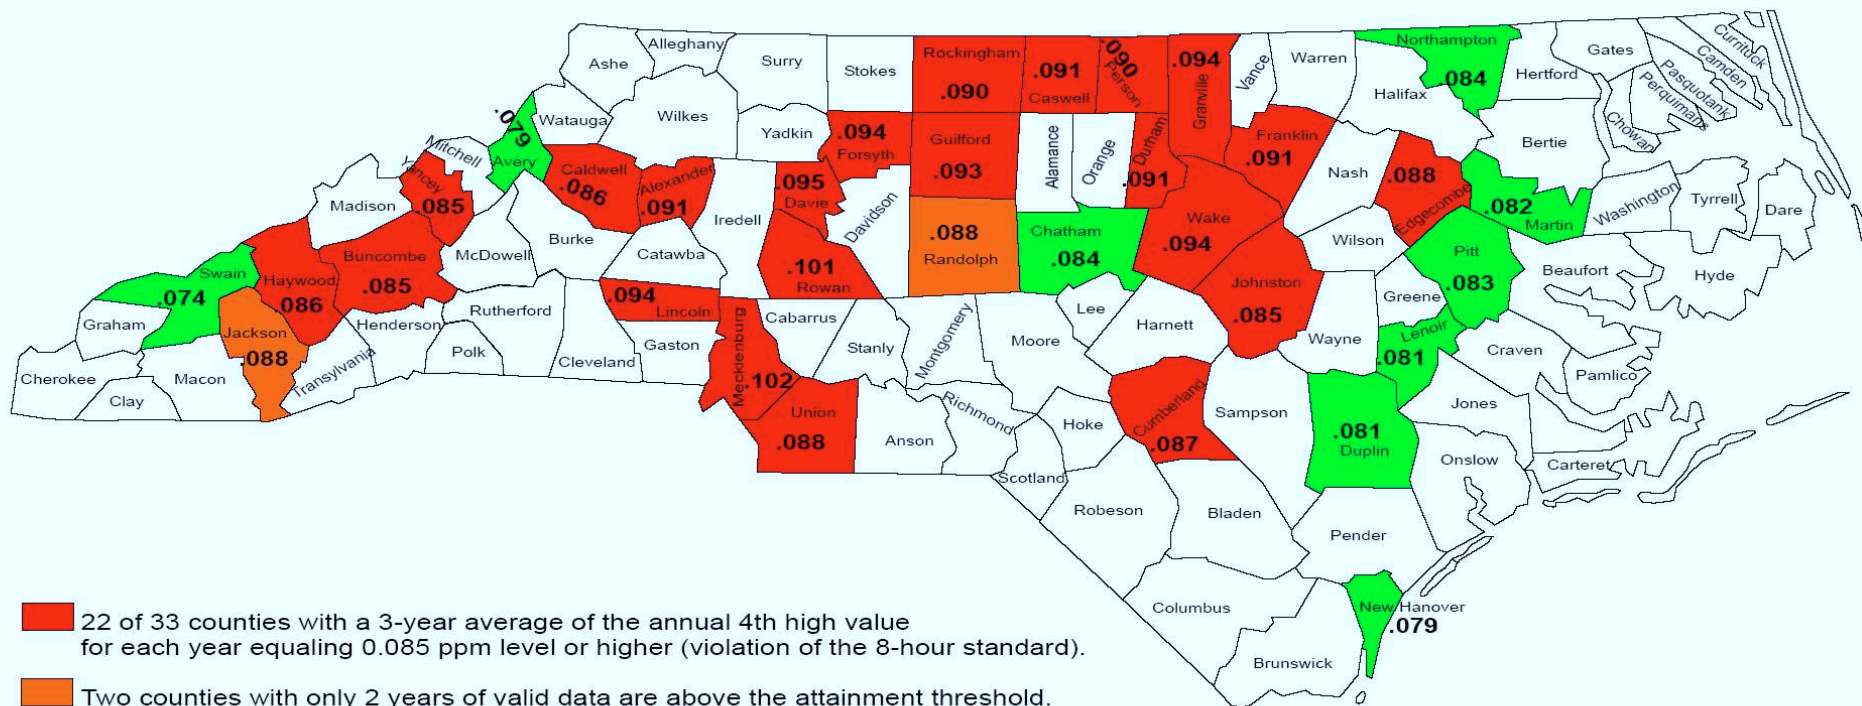 Ashe
Alleghany
Surry
Stokes
Rockingham
.090
.091
Caswell
.090
Person
.094
Granville
Vance
Warren
Northampton
.084
Halifax
Hertford
Gates
Currituck
Camden
Pasquotank
Perquimans
Chowan
Bertie
.079
Avery
Watauga
Wilkes
Yadkin
.094
Forsyth
Guilford
.093
Alamance
Orange
Durham
.091
Franklin
.091
Nash
.088
Edgecombe
.082
Martin
Washington
Tyrrell
Dare
Mitchell
Yancey
.085
Caldwell
.086
Alexander
.091
Iredell
.095
Davie
Davidson
.088
Randolph
Chatham
.084
Wake
.094
Wilson
Pitt
.083
Beaufort
Hyde
Madison
Buncombe
.085
McDowell
Burke
Catawba
.101
Rowan
Johnston
.085
Greene
Wayne
Lenoir
.081
Craven
Pamlico
Swain
.074
Haywood
.086
Jackson
.088
Graham
Cherokee
Clay
Macon
Transylvania
Henderson
Polk
Rutherford
Cleveland
.094
Lincoln
Gaston
Mecklenburg
.102
Cabarrus
Stanly
Montgomery
Moore
Lee
Harnett
Union
.088
Anson
Richmond
Scotland
Hoke
Cumberland
.087
Sampson
.081
Duplin
Jones
Onslow
Carteret
Robeson
Bladen
Pender
Columbus
Brunswick
New Hanover
.079
22 of 33 counties with a 3-year average of the annual 4th high value
for each year equaling 0.085 ppm level or higher (violation of the 8-hour standard).
Two counties with only 2 years of valid data are above the attainment threshold.